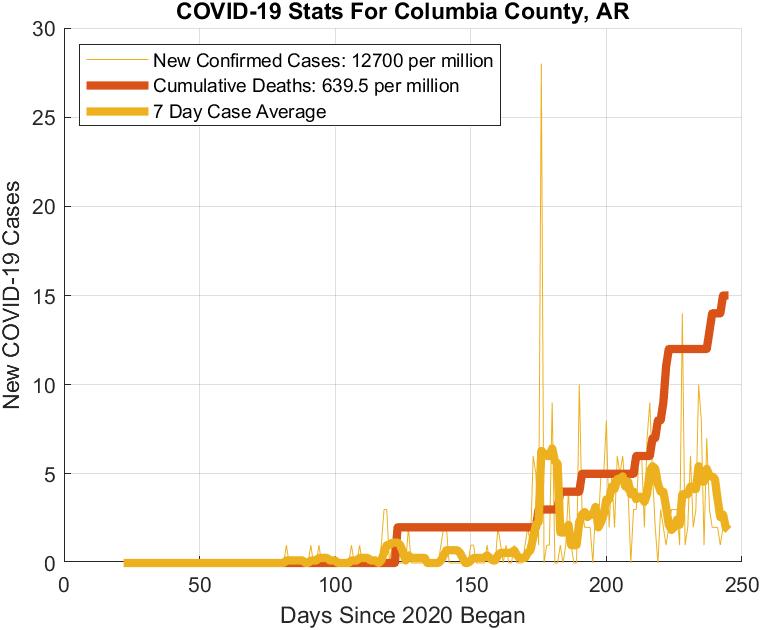 COVID-19 Stats For Columbia County, AR
30
New Confirmed Cases: 12700 per million
Cumulative Deaths: 639.5 per million
7 Day Case Average
25
20
15
10
5
0
New COVID-19 Cases
0 50 100 150 200 250
Days Since 2020 Began